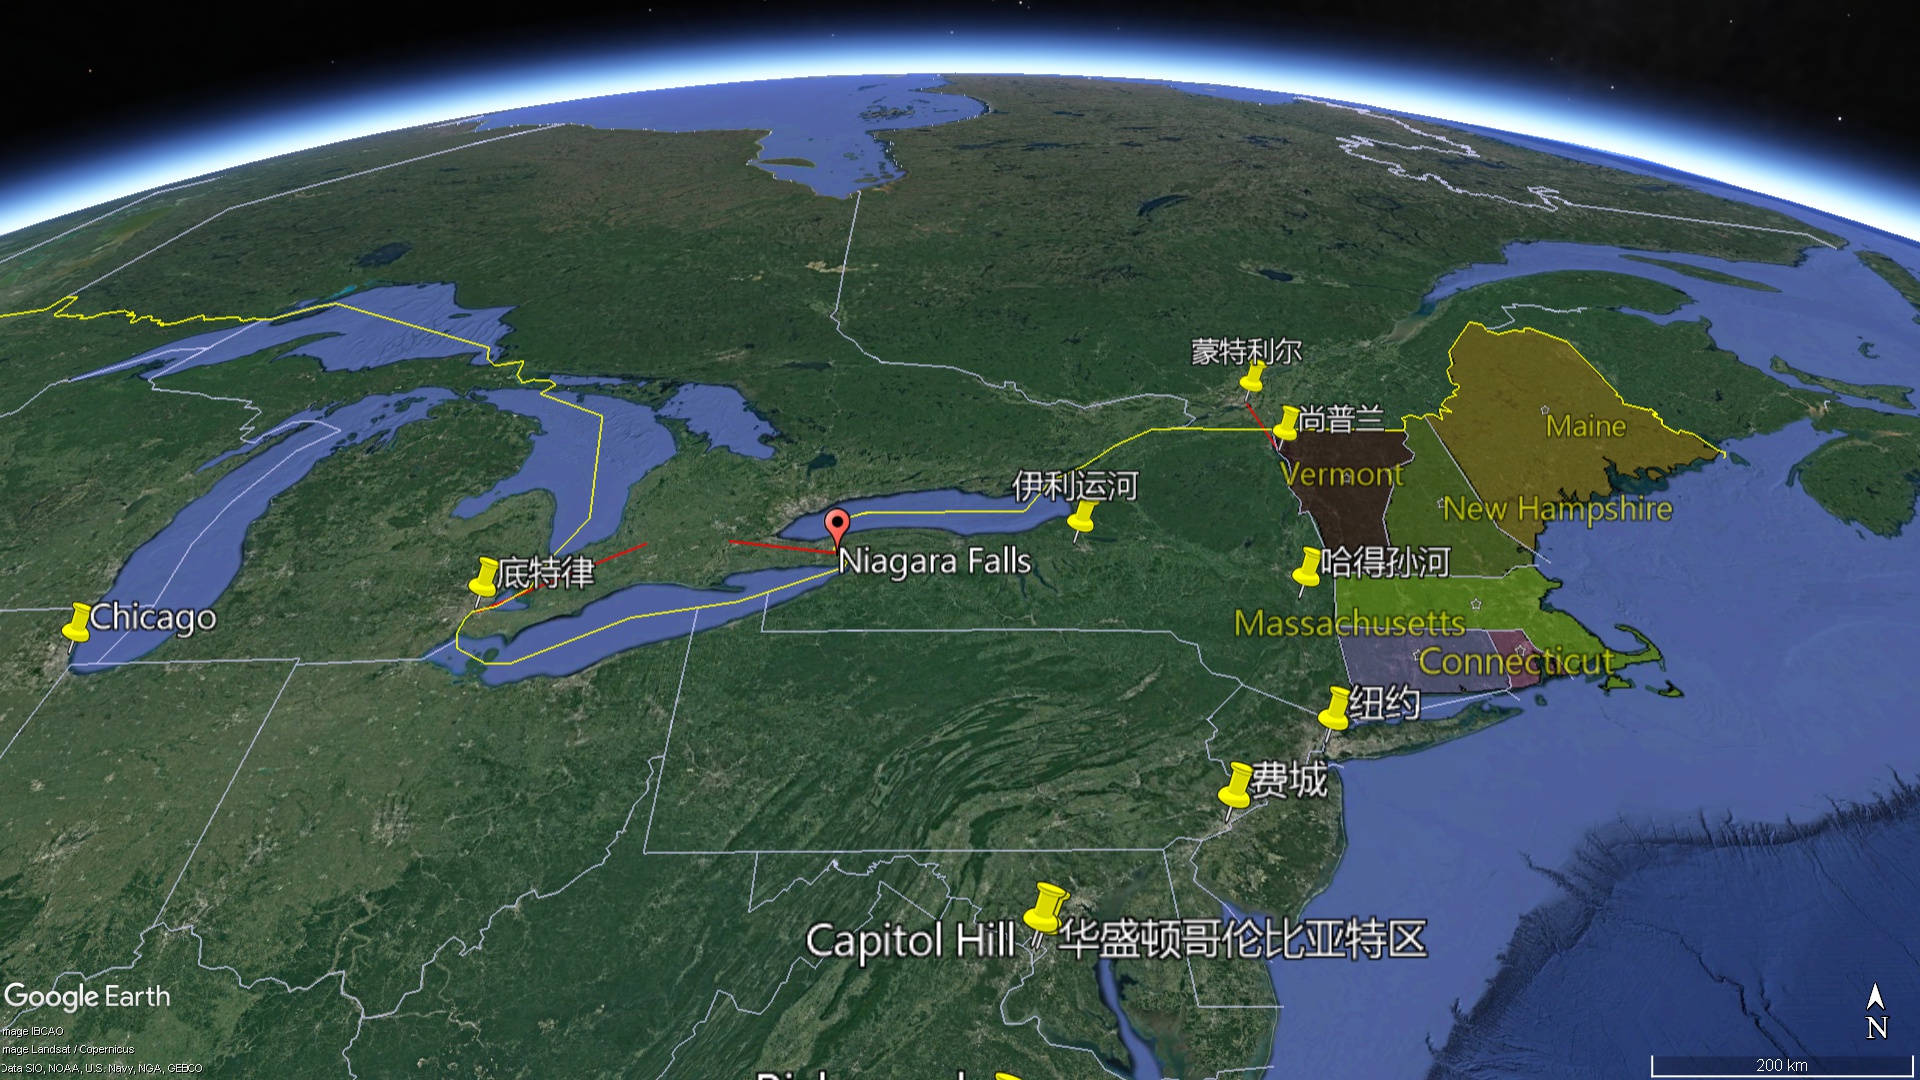 蒙特利尔
尚普兰
Maine
Vermont
伊利运河
New Hampshire
Niagara Falls
哈得孙河
底特律
Chicago
Massachusetts
Connecticut
纽约
费城
Capitol Hill
华盛顿哥伦比亚特区
Google Earth
mage IBCAO
mage Landsat / Copernicus
Data SIO, NOAA, U.S. Navy, NGA, GEBCO
N
200 km